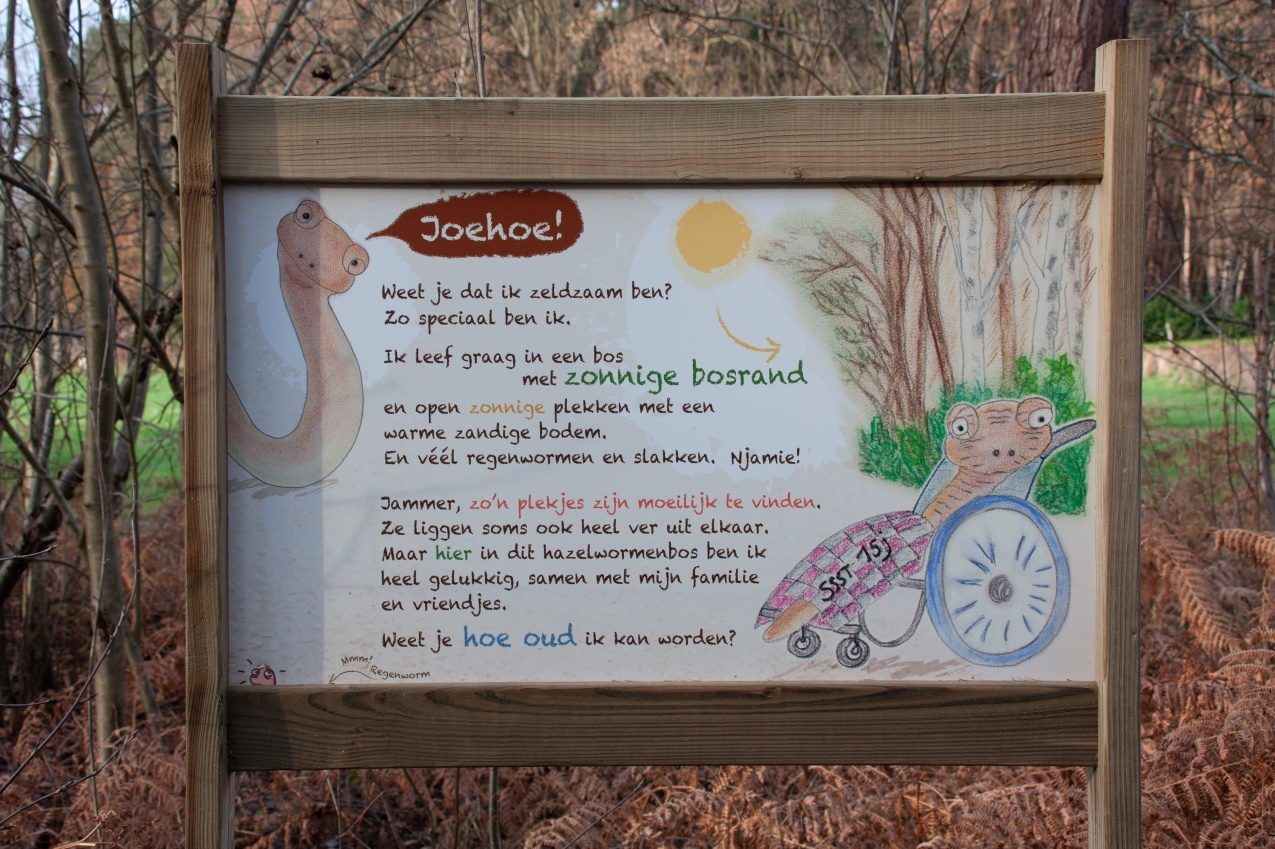 Joehoe!
Weet je dat ik zeldzaam ben?
Zo speciaal ben ik.
Ik leef graag in een bos
met zonnige bosrand
en open zonnige plekken met een
warme zandige bodem.
En véél regenwormen en slakken. Njamie!
Jammer, zo'n plekjes zijn moeilijk te vinden.
Ze liggen soms ook heel ver uit elkaar.
Maar hier in dit hazelwormenbos ben ik
heel gelukkig, samen met mijn familie
en vriendjes.
Weet je hoe oud ik kan worden?
Ssst 75j
Mmm!
Regenworm